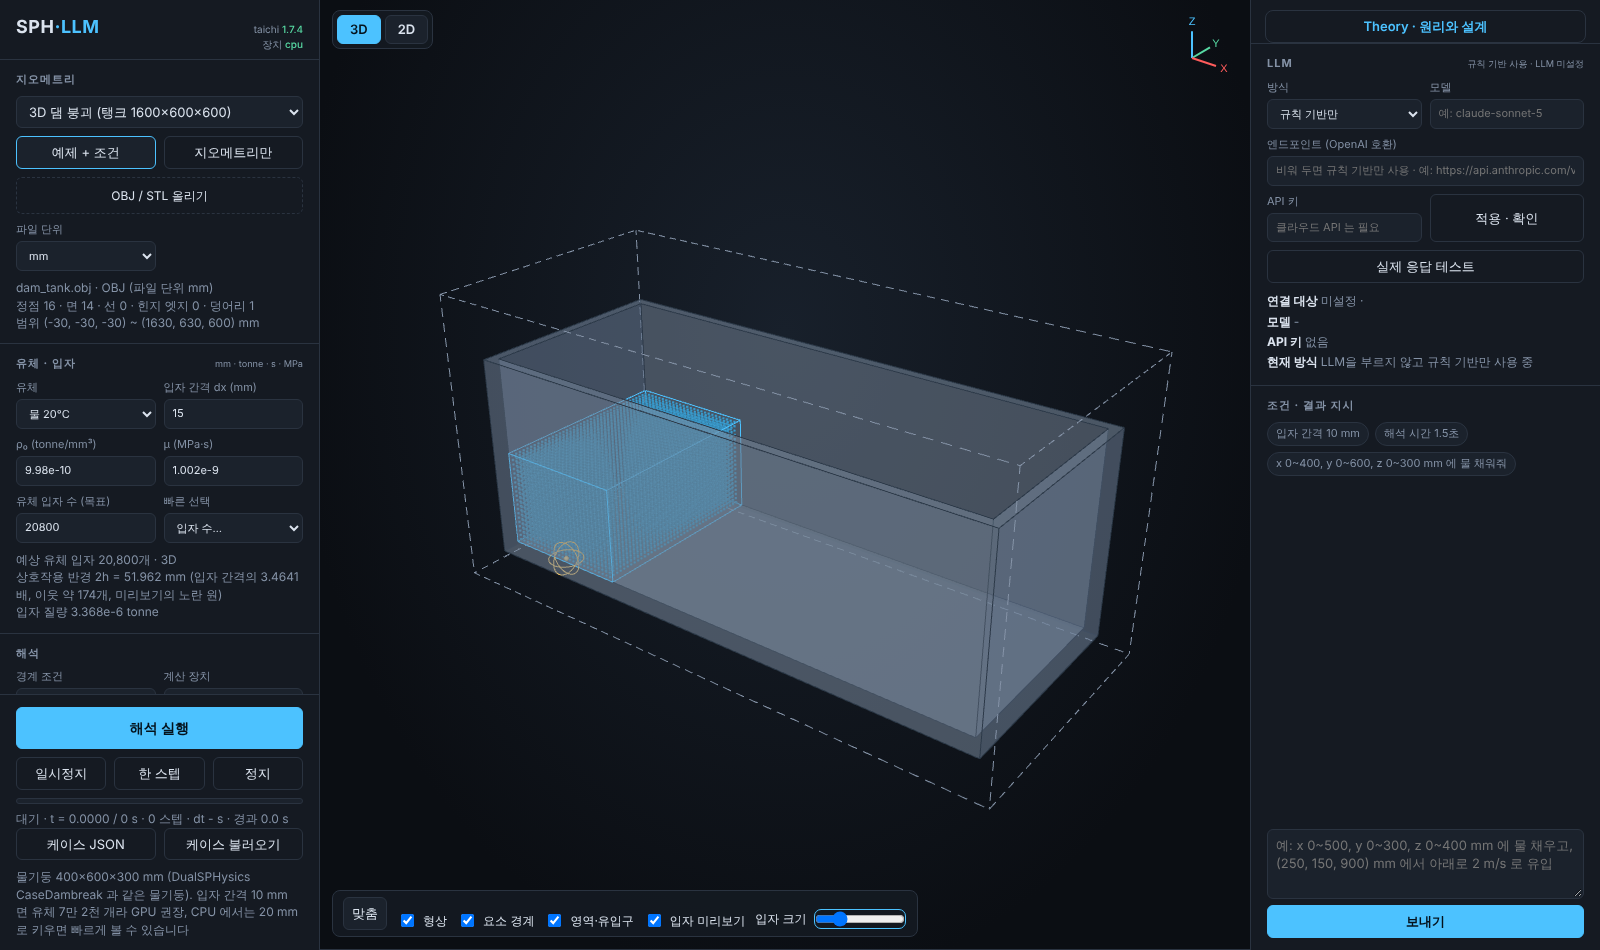 SPH·LLM
taichi 1.7.4
장치 cpu
지오메트리
3D 댐 붕괴 (탱크 1600×600×600)
예제 + 조건
지오메트리만
OBJ / STL 올리기
파일 단위
mm
dam_tank.obj · OBJ (파일 단위 mm)
정점 16 · 면 14 · 선 0 · 힌지 엣지 0 · 덩어리 1
범위 (-30, -30, -30) ~ (1630, 630, 600) mm
유체 · 입자
mm · tonne · s · MPa
유체
입자 간격 dx (mm)
물 20°C
15
ρ₀ (tonne/mm³)
μ (MPa·s)
9.98e-10
1.002e-9
유체 입자 수 (목표)
빠른 선택
20800
입자 수...
예상 유체 입자 20,800개 · 3D
상호작용 반경 2h = 51.962 mm (입자 간격의 3.4641
배, 이웃 약 174개, 미리보기의 노란 원)
입자 질량 3.368e-6 tonne
해석
경계 조건
계산 장치
해석 실행
일시정지
한 스텝
정지
대기 · t = 0.0000 / 0 s · 0 스텝 · dt - s · 경과 0.0 s
케이스 JSON
케이스 불러오기
물기둥 400×600×300 mm (DualSPHysics
CaseDambreak 과 같은 물기둥). 입자 간격 10 mm
면 유체 7만 2천 개라 GPU 권장, CPU 에서는 20 mm
로 키우면 빠르게 볼 수 있습니다
3D
2D
Z
Y
X
맞춤
형상
요소 경계
영역·유입구
입자 미리보기
입자 크기
Theory · 원리와 설계
LLM
규칙 기반 사용 · LLM 미설정
방식
모델
규칙 기반만
예: claude-sonnet-5
엔드포인트 (OpenAI 호환)
비워 두면 규칙 기반만 사용 · 예: https://api.anthropic.com/v
API 키
클라우드 API 는 필요
적용 · 확인
실제 응답 테스트
연결 대상 미설정 ·
모델 -
API 키 없음
현재 방식 LLM을 부르지 않고 규칙 기반만 사용 중
조건 · 결과 지시
입자 간격 10 mm
해석 시간 1.5초
x 0~400, y 0~600, z 0~300 mm 에 물 채워줘
예: x 0~500, y 0~300, z 0~400 mm 에 물 채우고,
(250, 150, 900) mm 에서 아래로 2 m/s 로 유입
보내기